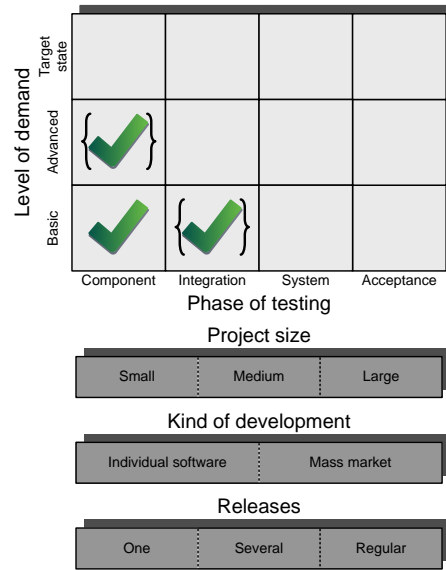 Level of demand
Target
state
Advanced
Basic
{ }
{ }
Component Integration System Acceptance
Phase of testing
Project size
Small Medium Large
Kind of development
Individual software Mass market
Releases
One Several Regular